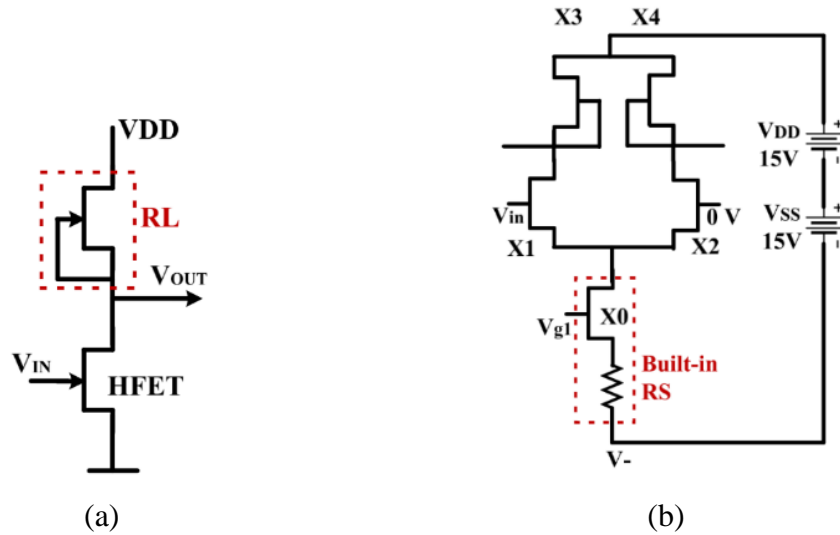 VDD
RL
VOUT
VIN
HFET
(a)
X3 X4
VDD
15V
Vin
0 V
VSS
15V
X1
X2
Vg1
X0
Built-in
RS
V-
(b)
+
-
+
-